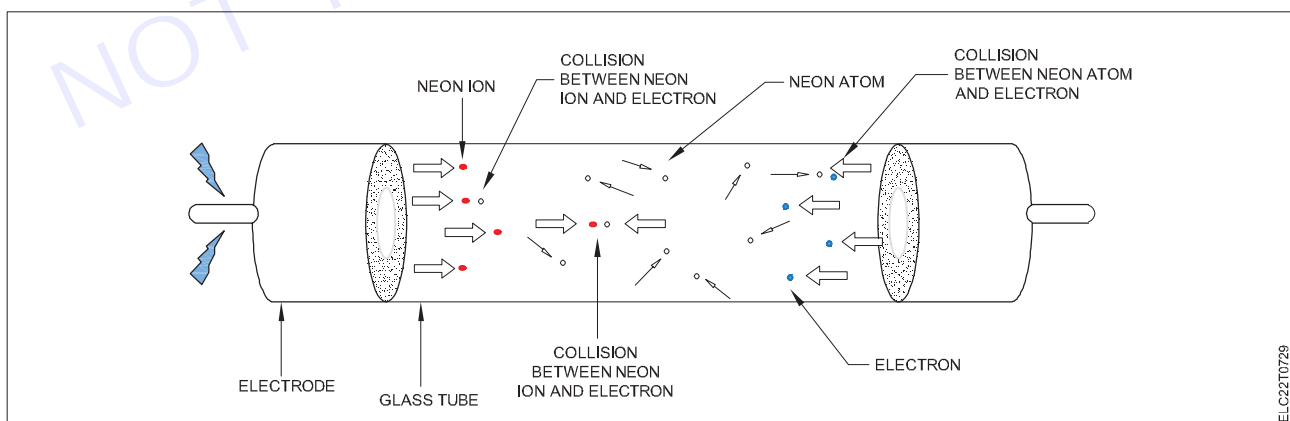 NOT
COLLISION
BETWEEN NEON
ION AND ELECTRON
NEON ION
NEON ATOM
COLLISION
BETWEEN NEON ATOM
AND ELECTRON
ELECTRODE
GLASS TUBE
COLLISION
BETWEEN NEON
ION AND ELECTRON
ELECTRON
ELC22T0729